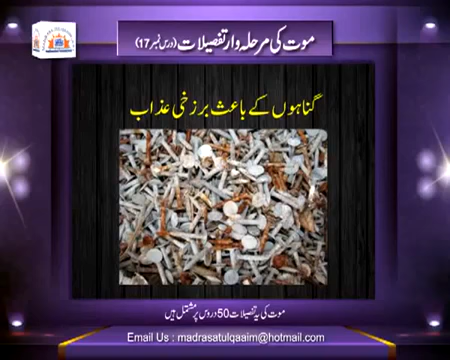 موت کی مرحلہ وار تفصیلات (درس نمبر 17)
گناہوں کے باعث برزخی عذاب
موت کی یہ تفصیلات 50 دروس پر مشتمل ہیں
Email Us : madrasatulqaaim@hotmail.com